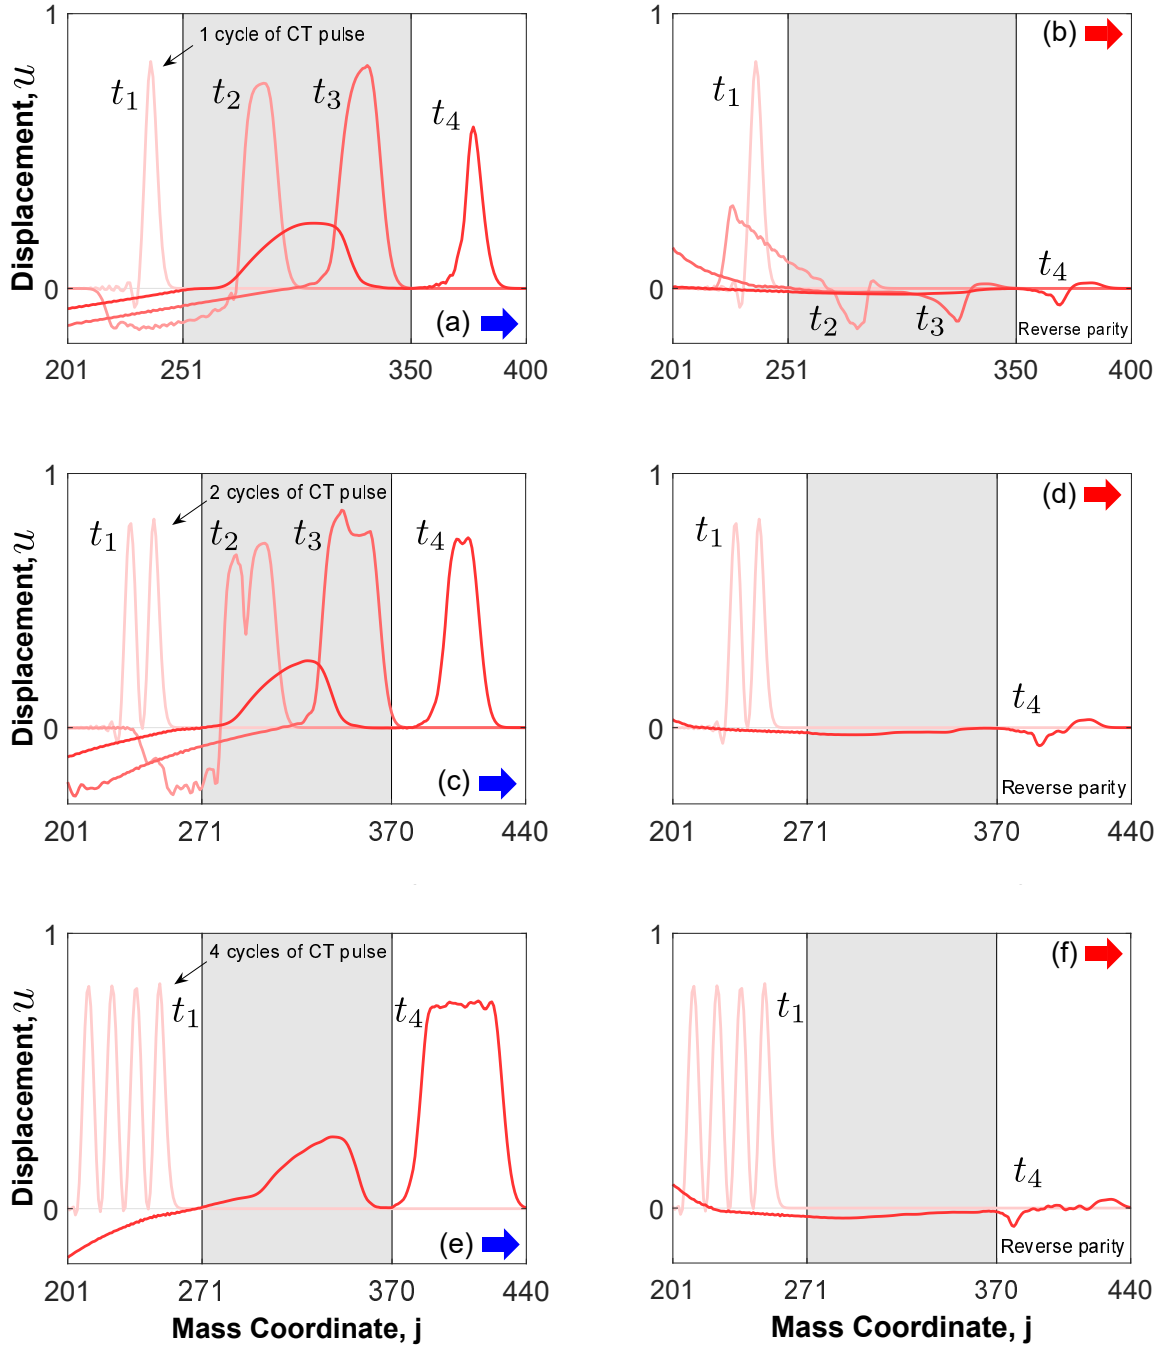 1
1 cycle of CT pulse
t1
t2
t3
t4
0
(a)
201
251
350
400
Displacement, u
1
(b)
t1
t4
0
t2
t3
Reverse parity
201
251
350
400
1
2 cycles of CT pulse
t1
t2
t3
t4
0
(c)
201
271
370
440
Displacement, u
1
(d)
t1
t4
0
Reverse parity
201
271
370
440
1
4 cycles of CT pulse
t1
t4
0
(e)
201
271
370
440
Displacement, u
Mass Coordinate, j
1
(f)
t1
t4
0
Reverse parity
201
271
370
440
Mass Coordinate, j